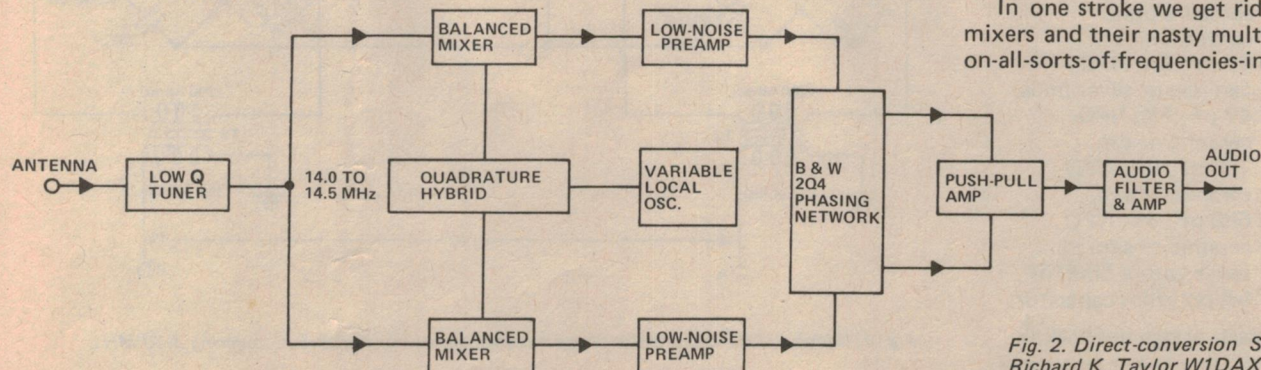 In one stroke we get rid
mixers and their nasty mult
on-all-sorts-of-frequencies-in
BALANCED
MIXER
LOW-NOISE
PREAMP
ANTENNA
LOW Q
TUNER
14.0 TO
14.5 MHz
QUADRATURE
HYBRID
VARIABLE
LOCAL
OSC.
B & W
2Q4
PHASING
NETWORK
PUSH-PULL
AMP
AUDIO
FILTER
& AMP
AUDIO
OUT
BALANCED
MIXER
LOW-NOISE
PREAMP
Fig. 2. Direct-conversion S
Richard K. Taylor W1DAX